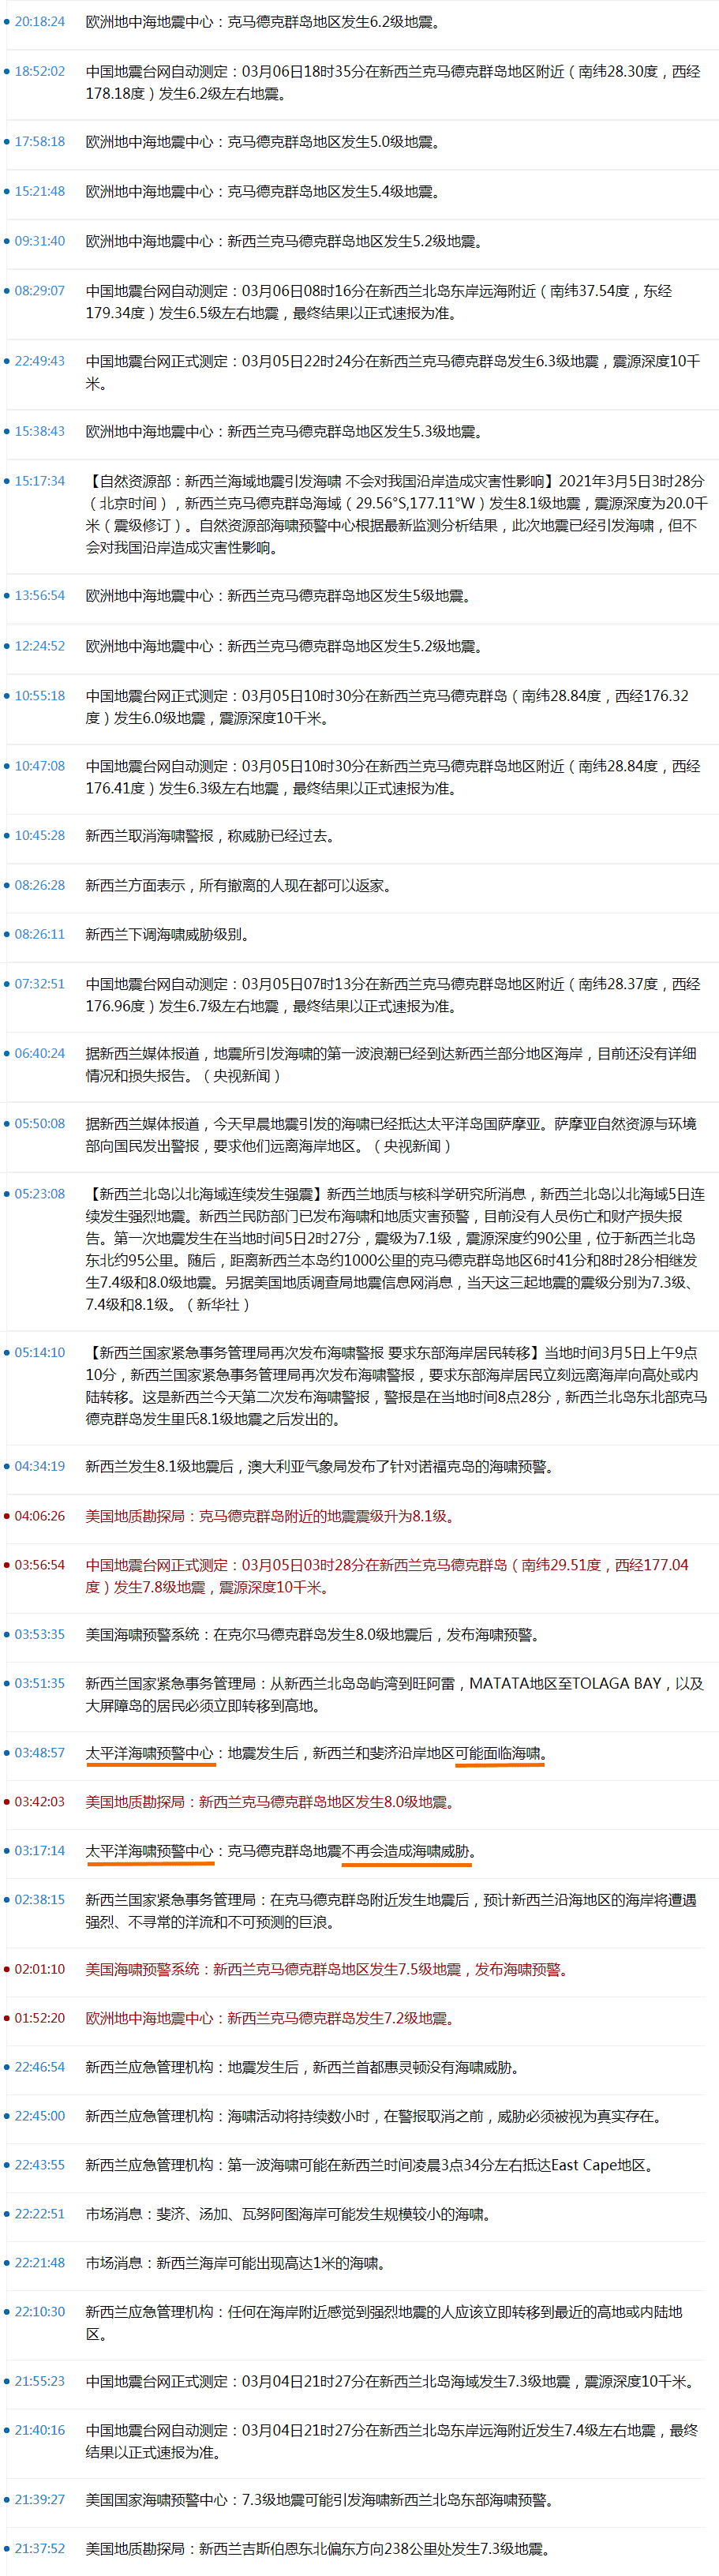 20:18:24 欧洲地中海地震中心：克马德克群岛地区发生6.2级地震。
18:52:02 中国地震台网自动测定：03月06日18时35分在新西兰克马德克群岛地区附近（南纬28.30度，西经
178.18度）发生6.2级左右地震。
17:58:18 欧洲地中海地震中心：克马德克群岛地区发生5.0级地震。
15:21:48 欧洲地中海地震中心：克马德克群岛地区发生5.4级地震。
09:31:40 欧洲地中海地震中心：新西兰克马德克群岛地区发生5.2级地震。
08:29:07 中国地震台网自动测定：03月06日08时16分在新西兰北岛东岸远海附近（南纬37.54度，东经
179.34度）发生6.5级左右地震，最终结果以正式速报为准。
22:49:43 中国地震台网正式测定：03月05日22时24分在新西兰克马德克群岛发生6.3级地震，震源深度10千
米。
15:38:43 欧洲地中海地震中心：新西兰克马德克群岛地区发生5.3级地震。
15:17:34 【自然资源部：新西兰海域地震引发海啸 不会对我国沿岸造成灾害性影响】2021年3月5日3时28分
（北京时间），新西兰克马德克群岛海域（29.56°S,177.11°W）发生8.1级地震，震源深度为20.0千
米（震级修订）。自然资源部海啸预警中心根据最新监测分析结果，此次地震已经引发海啸，但不
会对我国沿岸造成灾害性影响。
13:56:54 欧洲地中海地震中心：新西兰克马德克群岛地区发生5级地震。
12:24:52 欧洲地中海地震中心：新西兰克马德克群岛地区发生5.2级地震。
10:55:18 中国地震台网正式测定：03月05日10时30分在新西兰克马德克群岛（南纬28.84度，西经176.32
度）发生6.0级地震，震源深度10千米。
10:47:08 中国地震台网自动测定：03月05日10时30分在新西兰克马德克群岛地区附近（南纬28.84度，西经
176.41度）发生6.3级左右地震，最终结果以正式速报为准。
10:45:28 新西兰取消海啸警报，称威胁已经过去。
08:26:28 新西兰方面表示，所有撤离的人现在都可以返家。
08:26:11 新西兰下调海啸威胁级别。
07:32:51 中国地震台网自动测定：03月05日07时13分在新西兰克马德克群岛地区附近（南纬28.37度，西经
176.96度）发生6.7级左右地震，最终结果以正式速报为准。
06:40:24 据新西兰媒体报道，地震所引发海啸的第一波浪潮已经到达新西兰部分地区海岸，目前还没有详细
情况和损失报告。（央视新闻）
05:50:08 据新西兰媒体报道，今天早晨地震引发的海啸已经抵达太平洋岛国萨摩亚。萨摩亚自然资源与环境
部向国民发出警报，要求他们远离海岸地区。（央视新闻）
05:23:08 【新西兰北岛以北海域连续发生强震】新西兰地质与核科学研究所消息，新西兰北岛以北海域5日连
续发生强烈地震。新西兰民防部门已发布海啸和地质灾害预警，目前没有人员伤亡和财产损失报
告。第一次地震发生在当地时间5日2时27分，震级为7.1级，震源深度约90公里，位于新西兰北岛
东北约95公里。随后，距离新西兰本岛约1000公里的克马德克群岛地区6时41分和8时28分相继发
生7.4级和8.0级地震。另据美国地质调查局地震信息网消息，当天这三起地震的震级分别为7.3级、
7.4级和8.1级。（新华社）
05:14:10 【新西兰国家紧急事务管理局再次发布海啸警报 要求东部海岸居民转移】当地时间3月5日上午9点
10分，新西兰国家紧急事务管理局再次发布海啸警报，要求东部海岸居民立刻远离海岸向高处或内
陆转移。这是新西兰今天第二次发布海啸警报，警报是在当地时间8点28分，新西兰北岛东北部克马
德克群岛发生里氏8.1级地震之后发出的。
04:34:19 新西兰发生8.1级地震后，澳大利亚气象局发布了针对诺福克岛的海啸预警。
04:06:26 美国地质勘探局：克马德克群岛附近的地震震级升为8.1级。
03:56:54 中国地震台网正式测定：03月05日03时28分在新西兰克马德克群岛（南纬29.51度，西经177.04
度）发生7.8级地震，震源深度10千米。
03:53:35 美国海啸预警系统：在克尔马德克群岛发生8.0级地震后，发布海啸预警。
03:51:35 新西兰国家紧急事务管理局：从新西兰北岛岛屿湾到旺阿雷，MATATA地区至TOLAGA BAY，以及
大屏障岛的居民必须立即转移到高地。
03:48:57 太平洋海啸预警中心：地震发生后，新西兰和斐济沿岸地区可能面临海啸。
03:42:03 美国地质勘探局：新西兰克马德克群岛地区发生8.0级地震。
03:17:14 太平洋海啸预警中心：克马德克群岛地震不再会造成海啸威胁。
02:38:15 新西兰国家紧急事务管理局：在克马德克群岛附近发生地震后，预计新西兰沿海地区的海岸将遭遇
强烈、不寻常的洋流和不可预测的巨浪。
02:01:10 美国海啸预警系统：新西兰克马德克群岛地区发生7.5级地震，发布海啸预警。
01:52:20 欧洲地中海地震中心：新西兰克马德克群岛发生7.2级地震。
22:46:54 新西兰应急管理机构：地震发生后，新西兰首都惠灵顿没有海啸威胁。
22:45:00 新西兰应急管理机构：海啸活动将持续数小时，在警报取消之前，威胁必须被视为真实存在。
22:43:55 新西兰应急管理机构：第一波海啸可能在新西兰时间凌晨3点34分左右抵达East Cape地区。
22:22:51 市场消息：斐济、汤加、瓦努阿图海岸可能发生规模较小的海啸。
22:21:48 市场消息：新西兰海岸可能出现高达1米的海啸。
22:10:30 新西兰应急管理机构：任何在海岸附近感觉到强烈地震的人应该立即转移到最近的高地或内陆地
区。
21:55:23 中国地震台网正式测定：03月04日21时27分在新西兰北岛海域发生7.3级地震，震源深度10千米。
21:40:16 中国地震台网自动测定：03月04日21时27分在新西兰北岛东岸远海附近发生7.4级左右地震，最终
结果以正式速报为准。
21:39:27 美国国家海啸预警中心：7.3级地震可能引发海啸新西兰北岛东部海啸预警。
21:37:52 美国地质勘探局：新西兰吉斯伯恩东北偏东方向238公里处发生7.3级地震。